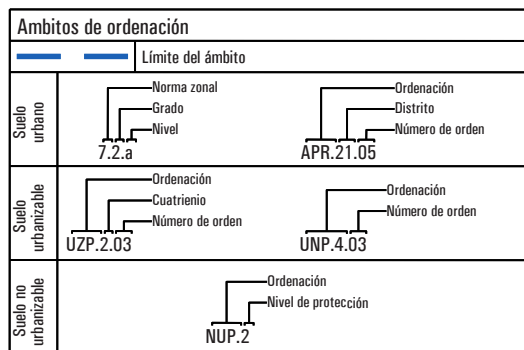 Ambitos de ordenación
Límite del ámbito
Suelo
urbano
Norma zonal
Grado
Nivel
7.2.a
Ordenación
Distrito
Número de orden
APR.21.05
Suelo
urbanizable
Ordenación
Cuatrienio
Número de orden
UZP.2.03
Ordenación
Número de orden
UNP.4.03
Suelo no
urbanizable
Ordenación
Nivel de protección
NUP.2